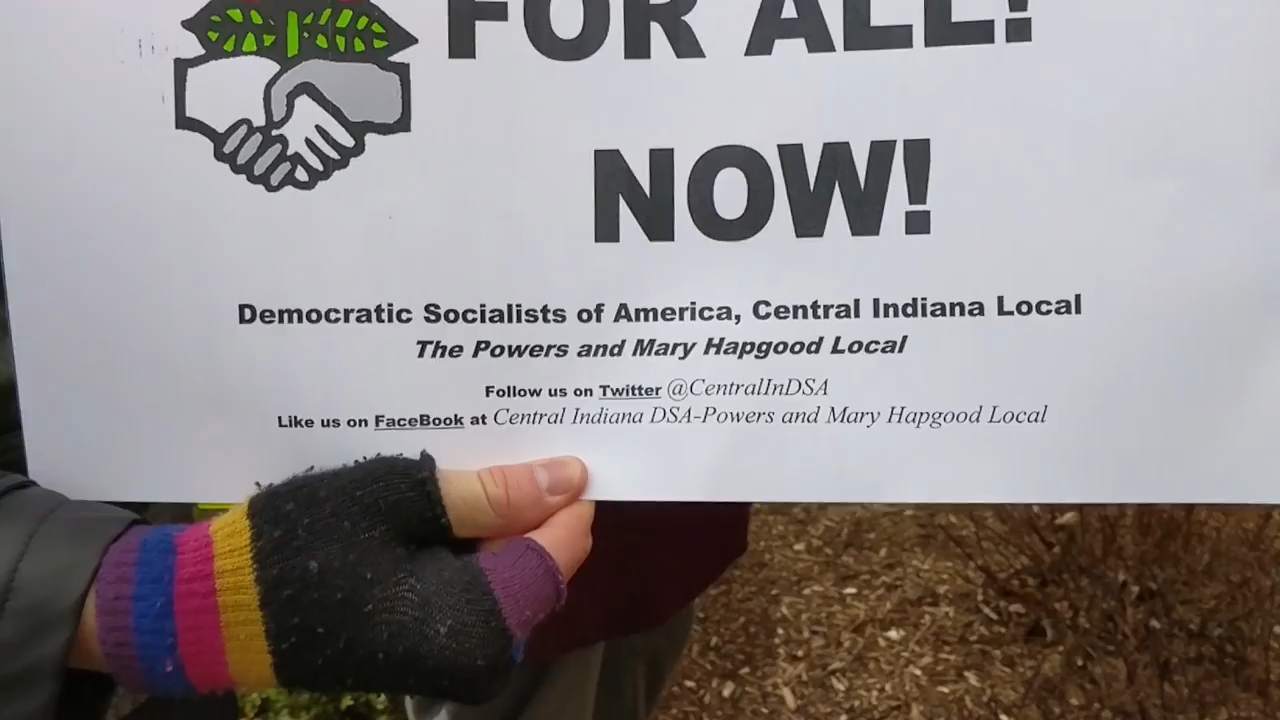 FOR ALL!
NOW!
Democratic Socialists of America, Central Indiana Local
The Powers and Mary Hapgood Local
Follow us on Twitter @CentralInDSA
Like us on FaceBook at Central Indiana DSA-Powers and Mary Hapgood Local